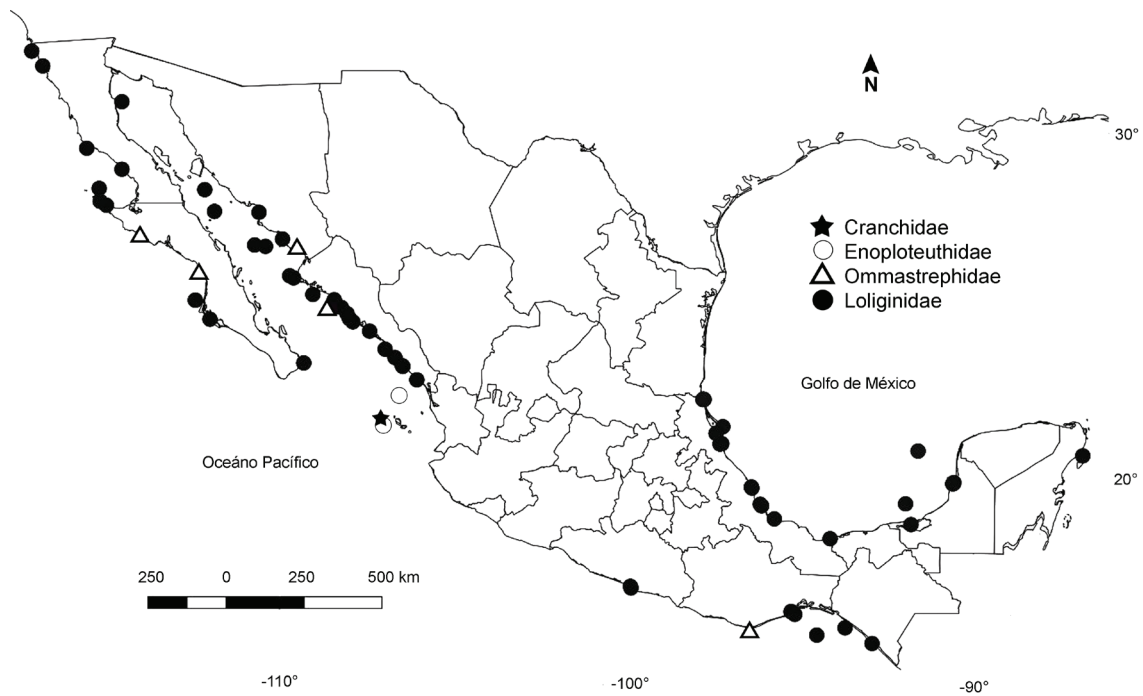 N
30°
Cranchidae
Enoploteuthidae
Ommastrephidae
Loliginidae
Golfo de México
Oceáno Pacífico
20°
250 0 250 500 km
-110° -100° -90°